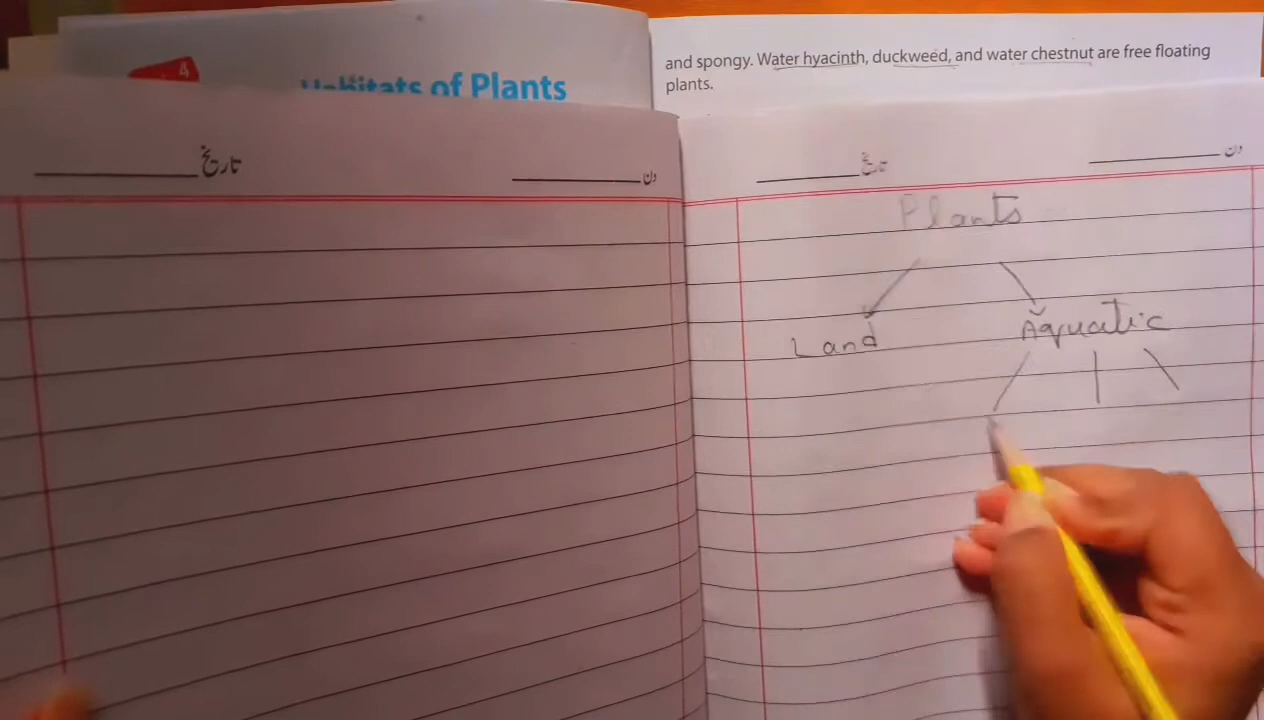 4
Habitats of Plants
and spongy. Water hyacinth, duckweed, and water chestnut are free floating
plants.
تاریخ
دن
تاریخ
دن
Plants
Land
Aquatic